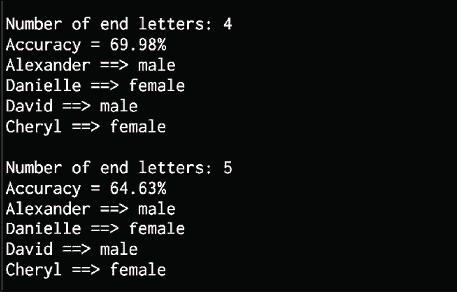 Number of end letters: 4
Accuracy = 69.98%
Alexander ==> male
Danielle ==> female
David ==> male
Cheryl ==> female
Number of end letters: 5
Accuracy = 64.63%
Alexander ==> male
Danielle ==> female
David ==> male
Cheryl ==> female